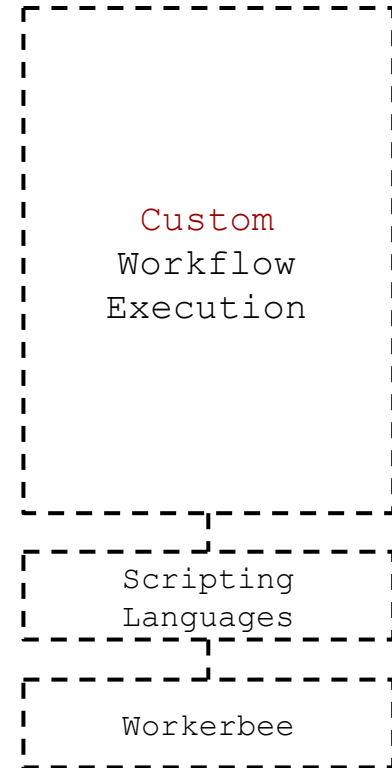 Custom
Workflow
Execution
Scripting
Languages
Workerbee